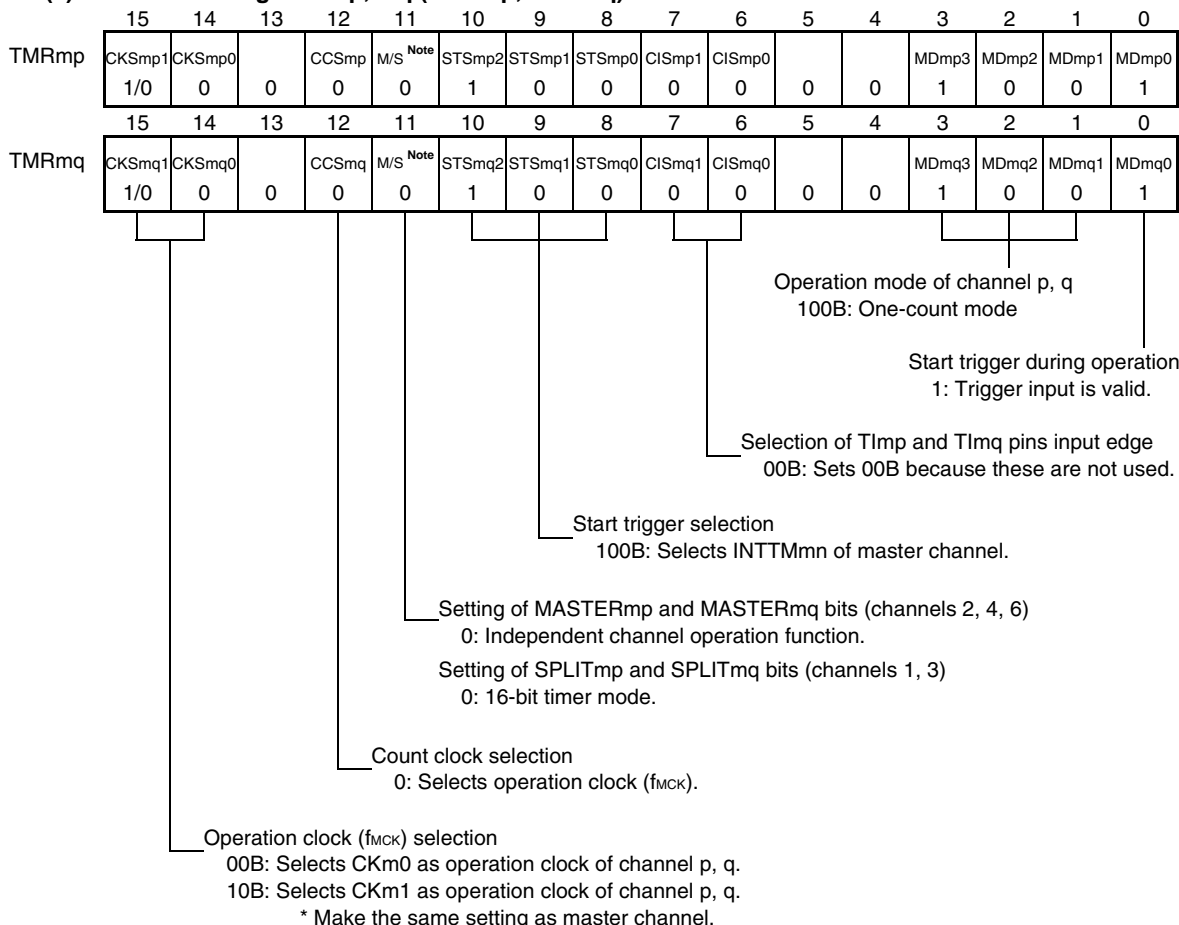 15 14 13 12 11 10 9 8 7 6 5 4 3 2 1 0
TMRmp CKSmp1 CKSmp0 CCSmp M/S Note STSmp2 STSmp1 STSmp0 CISmp1 CISmp0 MDmp3 MDmp2 MDmp1 MDmp0
1/0 0 0 0 0 1 0 0 0 0 0 0 1 0 0 1
15 14 13 12 11 10 9 8 7 6 5 4 3 2 1 0
TMRmq CKSmq1 CKSmq0 CCSmq M/S Note STSmq2 STSmq1 STSmq0 CISmq1 CISmq0 MDmq3 MDmq2 MDmq1 MDmq0
1/0 0 0 0 0 1 0 0 0 0 0 0 1 0 0 1
Operation mode of channel p, q
100B: One-count mode
Start trigger during operation
1: Trigger input is valid.
Selection of TImp and TImq pins input edge
00B: Sets 00B because these are not used.
Start trigger selection
100B: Selects INTTMmn of master channel.
Setting of MASTERmp and MASTERmq bits (channels 2, 4, 6)
0: Independent channel operation function.
Setting of SPLITmp and SPLITmq bits (channels 1, 3)
0: 16-bit timer mode.
Count clock selection
0: Selects operation clock (fMCK).
Operation clock (fMCK) selection
00B: Selects CKm0 as operation clock of channel p, q.
10B: Selects CKm1 as operation clock of channel p, q.
* Make the same setting as master channel.